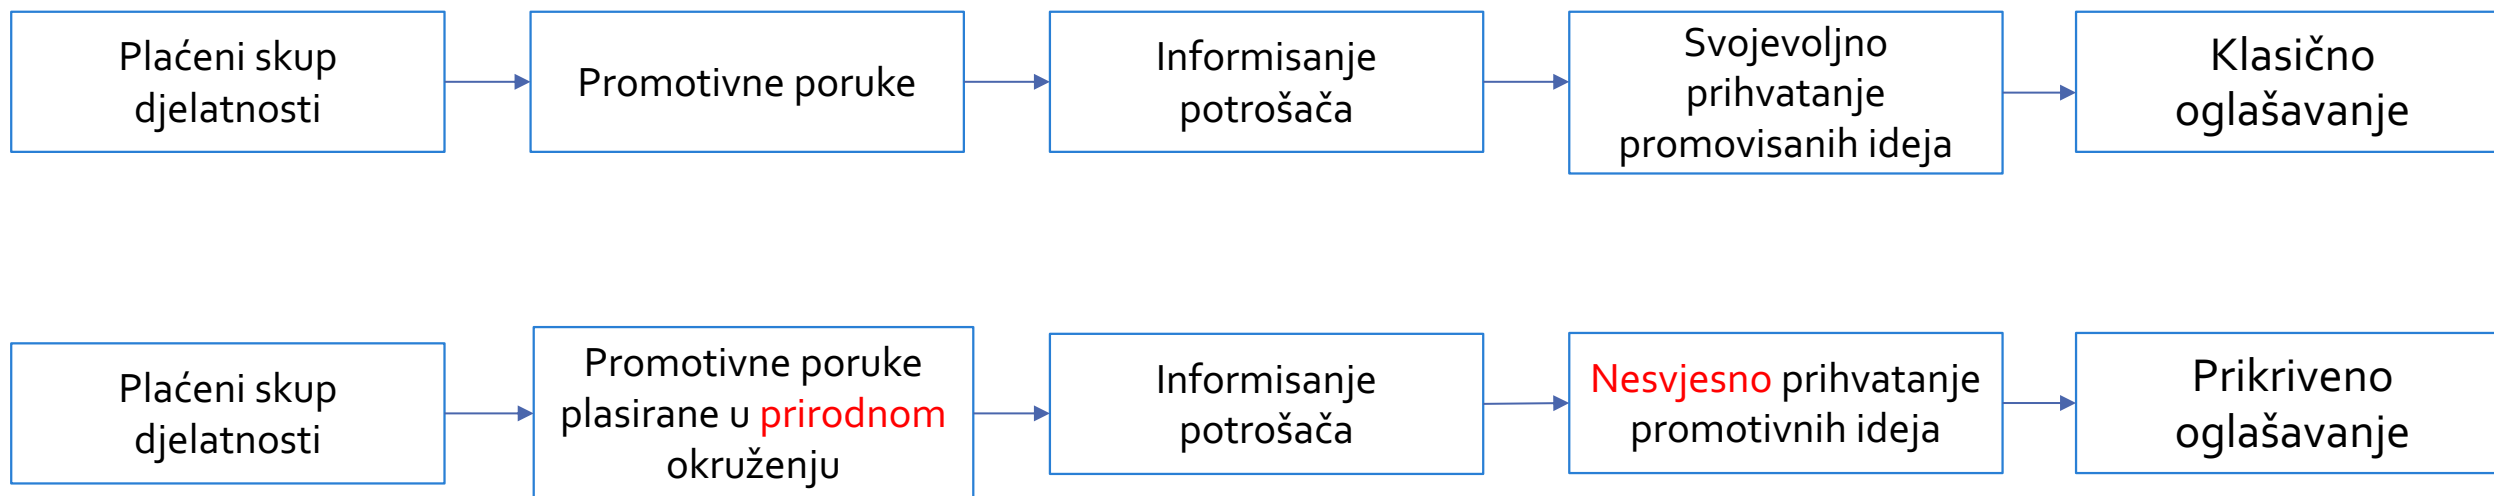 Plaćeni skup
djelatnosti
Promotivne poruke
Informisanje
potrošača
Svojevoljno
prihvatanje
promovisanih ideja
Klasično
oglašavanje
Plaćeni skup
djelatnosti
Promotivne poruke
plasirane u prirodnom
okruženju
Informisanje
potrošača
Nesvjesno prihvatanje
promotivnih ideja
Prikriveno
oglašavanje